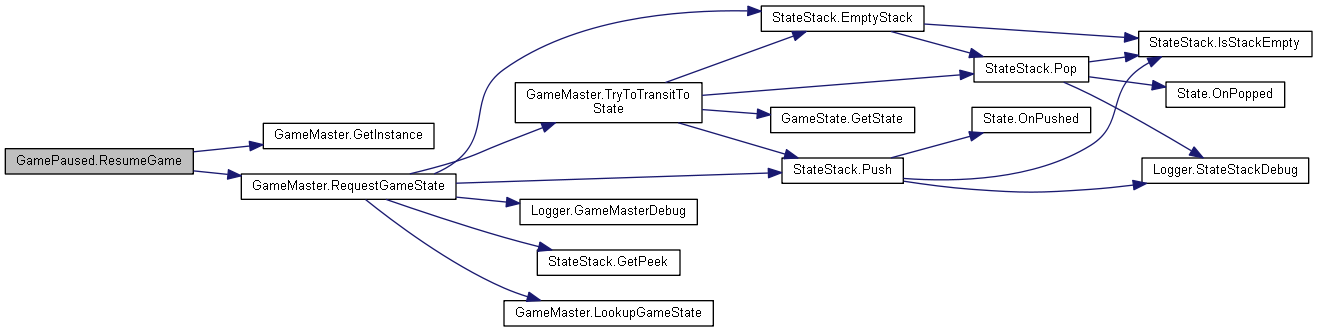 GamePaused.ResumeGame
GameMaster.GetInstance
GameMaster.RequestGameState
GameMaster.TryToTransitTo
State
Logger.GameMasterDebug
StateStack.GetPeek
GameMaster.LookupGameState
StateStack.EmptyStack
GameState.GetState
StateStack.Push
StateStack.Pop
State.OnPushed
StateStack.IsStackEmpty
State.OnPopped
Logger.StateStackDebug